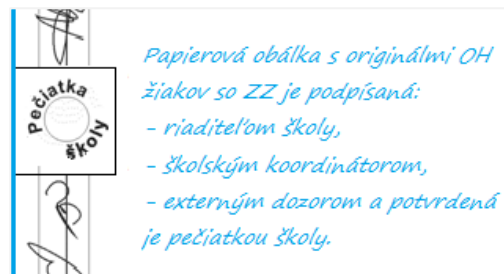 Pečiatka
školy
Papierová obálka s originálmi OH
žiakov so ZZ je podpísaná:
- riaditeľom školy,
- školským koordinátorom,
- externým dozorom a potvrdená
je pečiatkou školy.